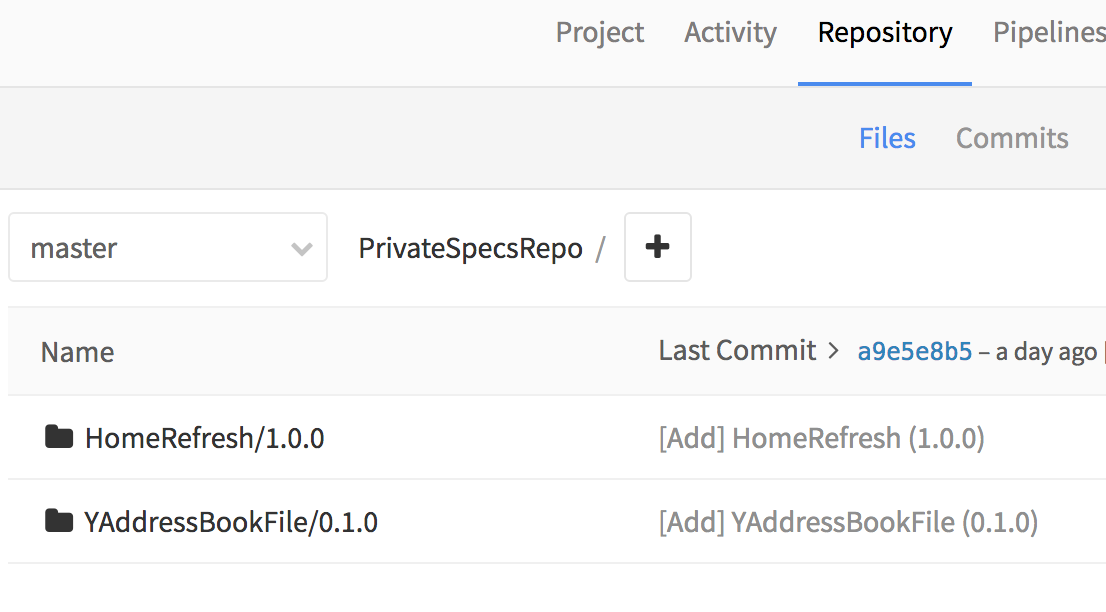 Project Activity Repository Pipelines
Files Commits
master PrivateSpecsRepo / +
Name Last Commit > a9e5e8b5 – a day ago
HomeRefresh/1.0.0 [Add] HomeRefresh (1.0.0)
YAddressBookFile/0.1.0 [Add] YAddressBookFile (0.1.0)